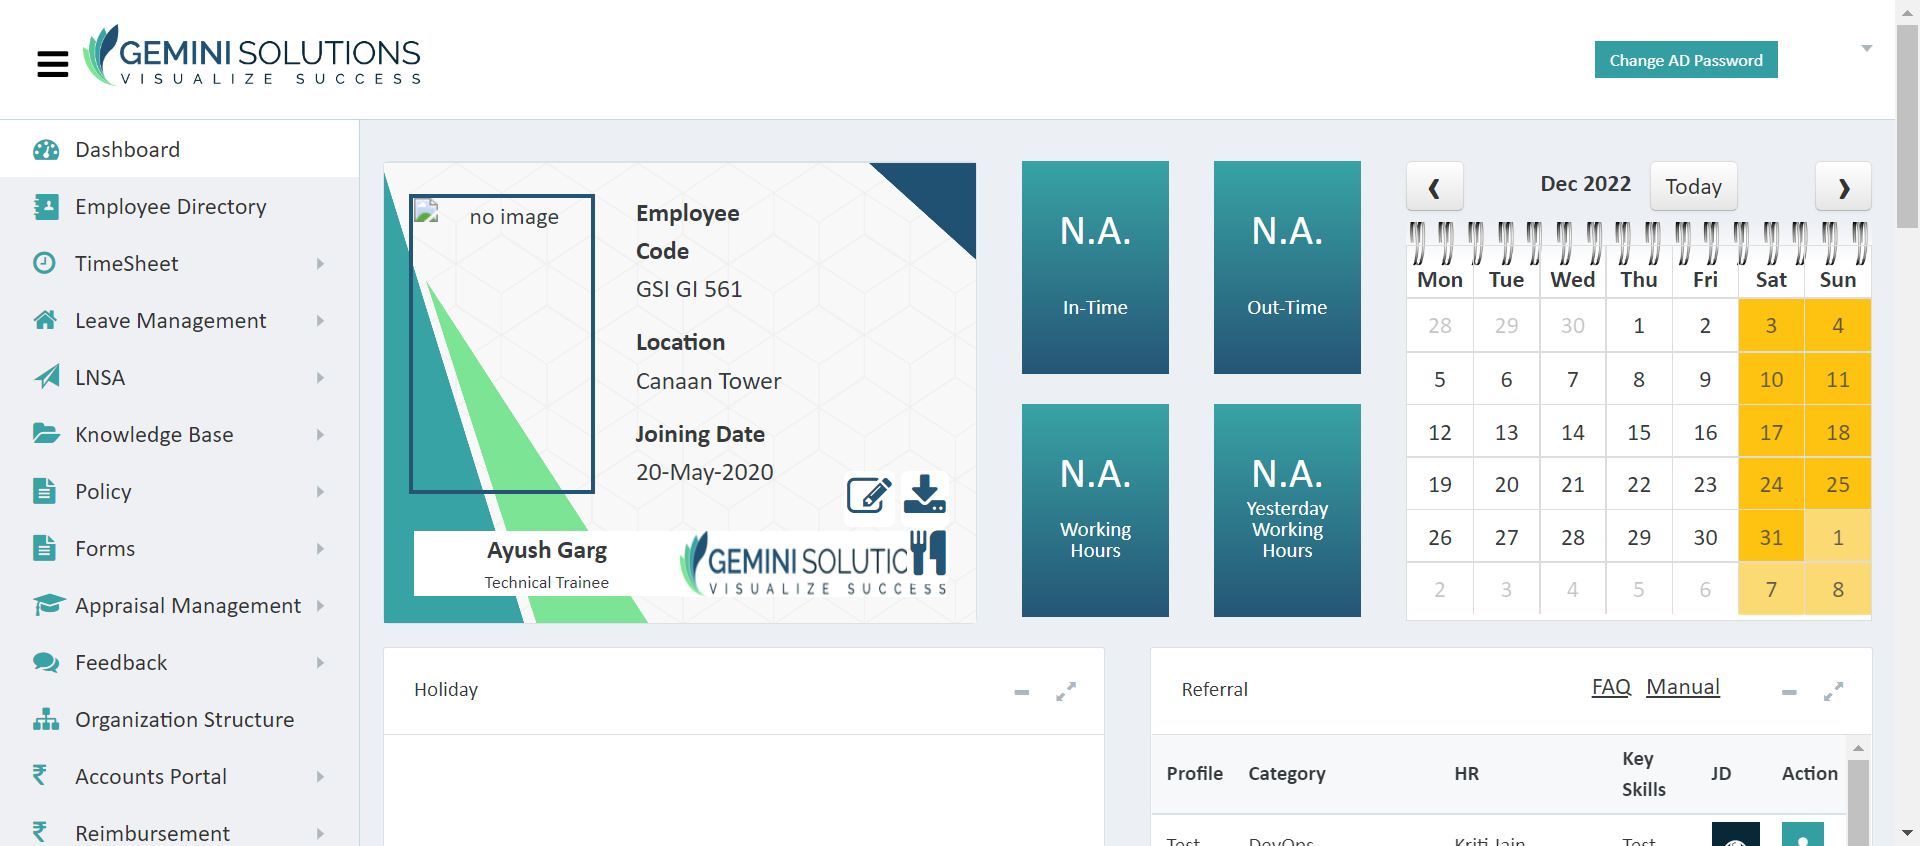 GEMINI SOLUTIONS
VISUALIZE SUCCESS
Change AD Password
Dashboard
Employee Directory
TimeSheet
Leave Management
LNSA
Knowledge Base
Policy
Forms
Appraisal Management
Feedback
Organization Structure
Accounts Portal
Reimbursement
no image
Employee
Code
GSI GI 561
Location
Canaan Tower
Joining Date
20-May-2020
Ayush Garg
Technical Trainee
GEMINI SOLUTIC
VISUALIZE SUCCESS
N.A.
In-Time
N.A.
Out-Time
N.A.
Working
Hours
N.A.
Yesterday
Working
Hours
Dec 2022
Today
Mon Tue Wed Thu Fri Sat Sun
28 29 30 1 2 3 4
5 6 7 8 9 10 11
12 13 14 15 16 17 18
19 20 21 22 23 24 25
26 27 28 29 30 31 1
2 3 4 5 6 7 8
Holiday
Referral
FAQ Manual
Profile Category HR Key Skills JD Action
Test DevOps Kriti Jain Test